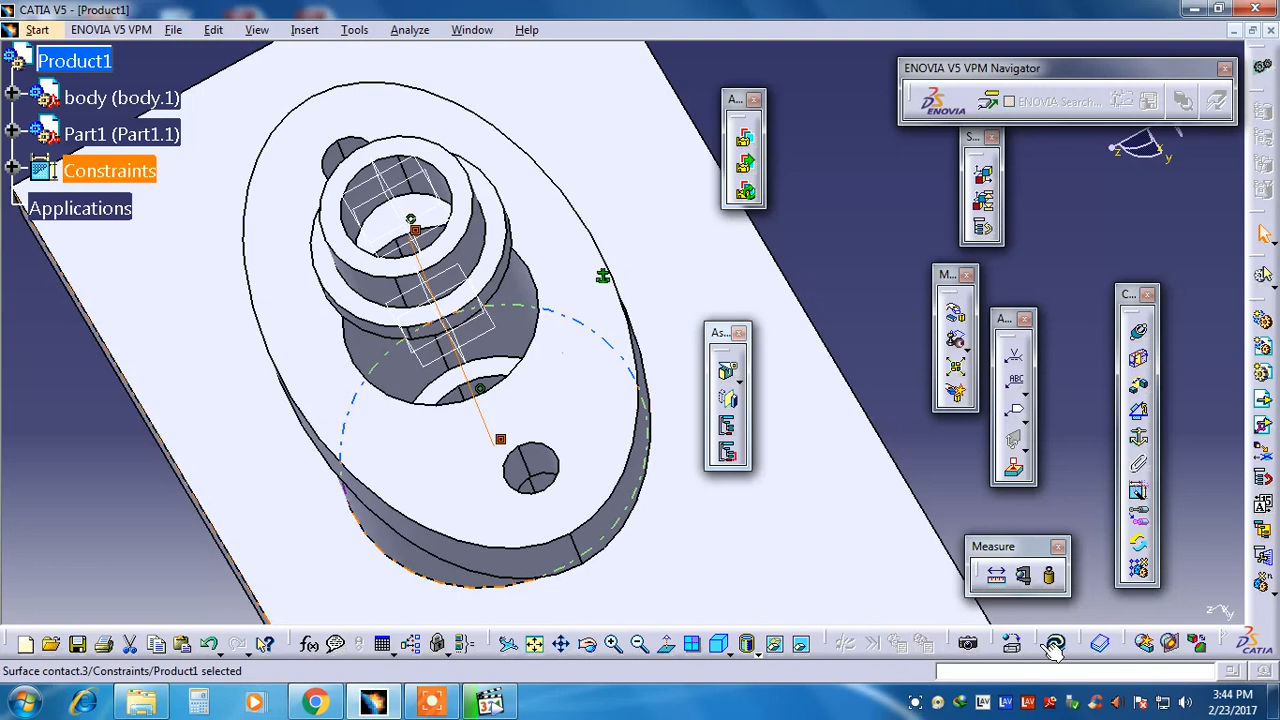 CATIA V5 - [Product1]
Start ENOVIA V5 VPM File Edit View Insert Tools Analyze Window Help
Product1
body (body.1)
Part1 (Part1.1)
Constraints
Applications
ENOVIA V5 VPM Navigator
ENOVIA
ENOVIA Search...
A...
S...
z x y
As...
M...
A...
ABC
C...
Measure
f(x)
CATIA
Surface contact.3/Constraints/Product1 selected
3:44 PM
2/23/2017